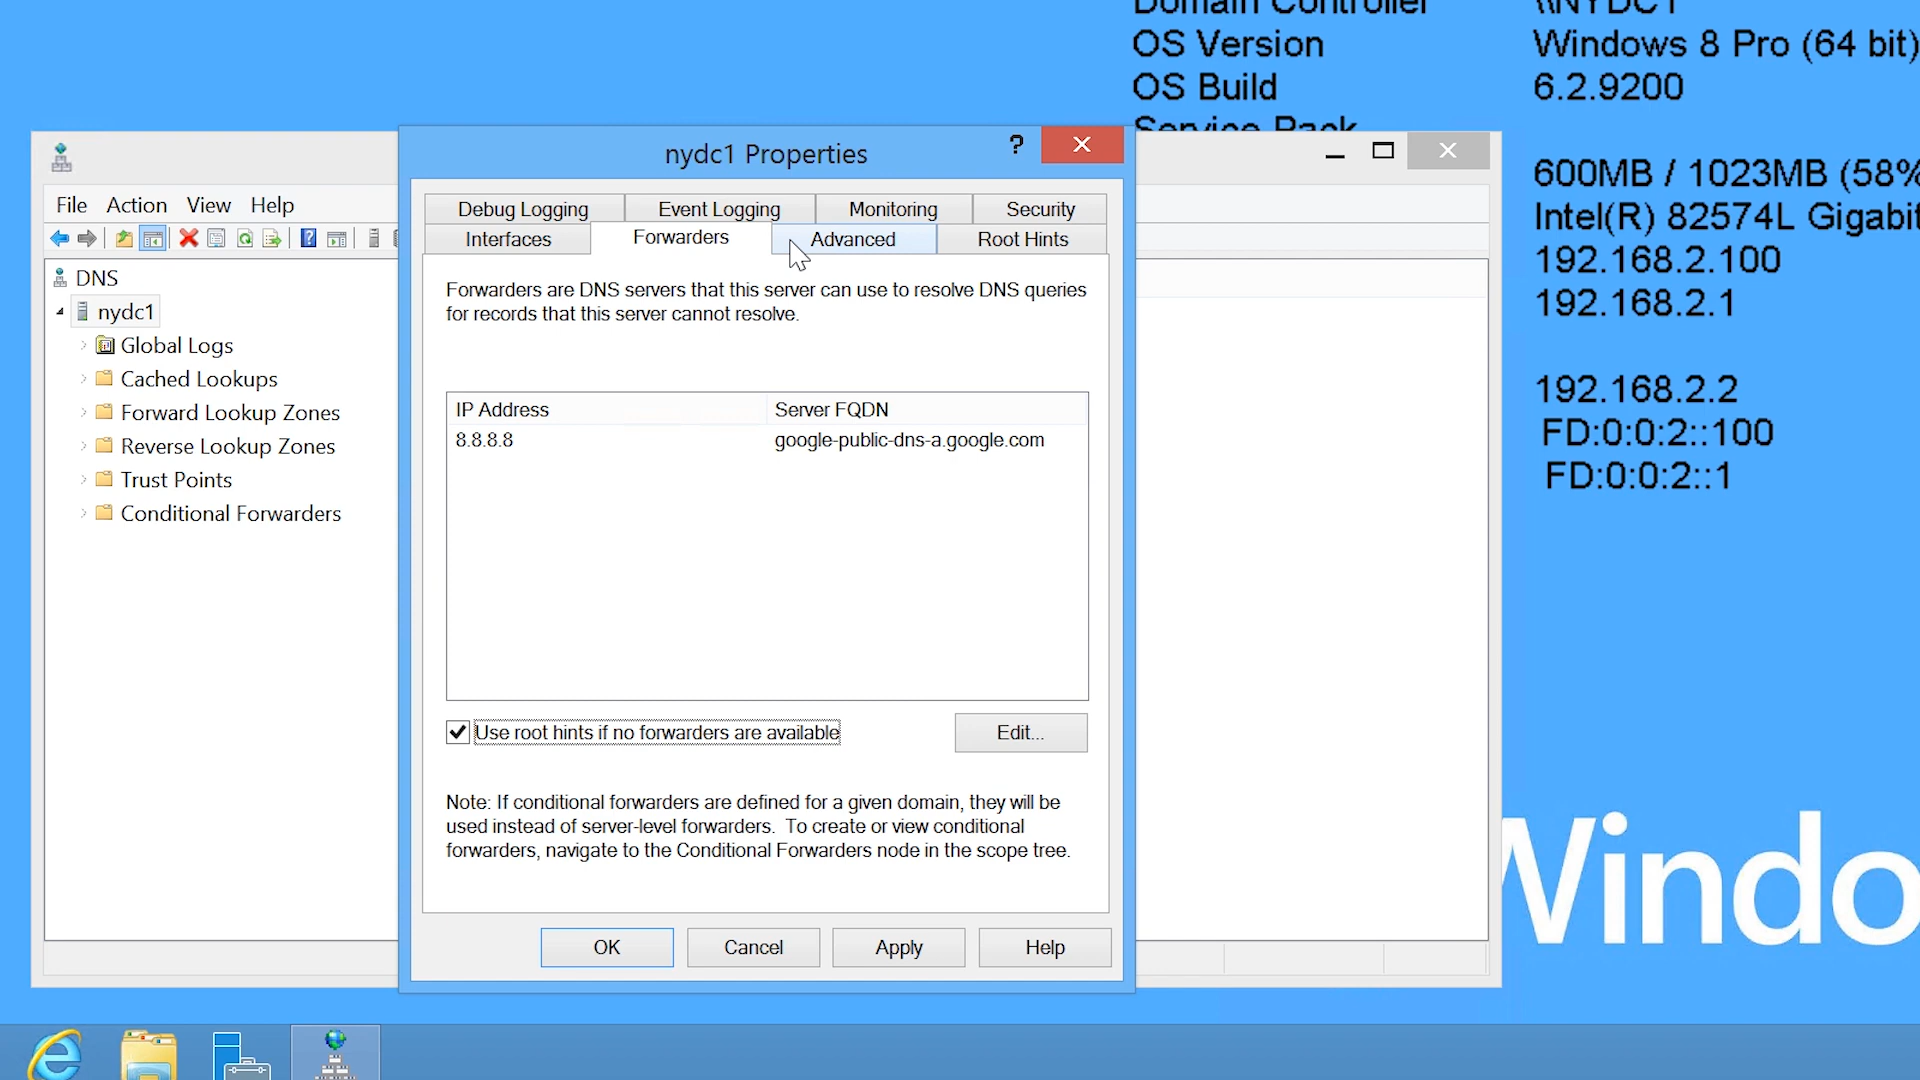 Domain Controller \\NYDC1
OS Version Windows 8 Pro (64 bit)
OS Build 6.2.9200
Service Pack
600MB / 1023MB (58%
Intel(R) 82574L Gigabit
192.168.2.100
192.168.2.1
192.168.2.2
FD:0:0:2::100
FD:0:0:2::1
File Action View Help
DNS
nydc1
Global Logs
Cached Lookups
Forward Lookup Zones
Reverse Lookup Zones
Trust Points
Conditional Forwarders
nydc1 Properties
?
Debug Logging Event Logging Monitoring Security
Interfaces Forwarders Advanced Root Hints
Forwarders are DNS servers that this server can use to resolve DNS queries
for records that this server cannot resolve.
IP Address Server FQDN
8.8.8.8 google-public-dns-a.google.com
Use root hints if no forwarders are available
Edit...
Note: If conditional forwarders are defined for a given domain, they will be
used instead of server-level forwarders. To create or view conditional
forwarders, navigate to the Conditional Forwarders node in the scope tree.
OK Cancel Apply Help
Windo